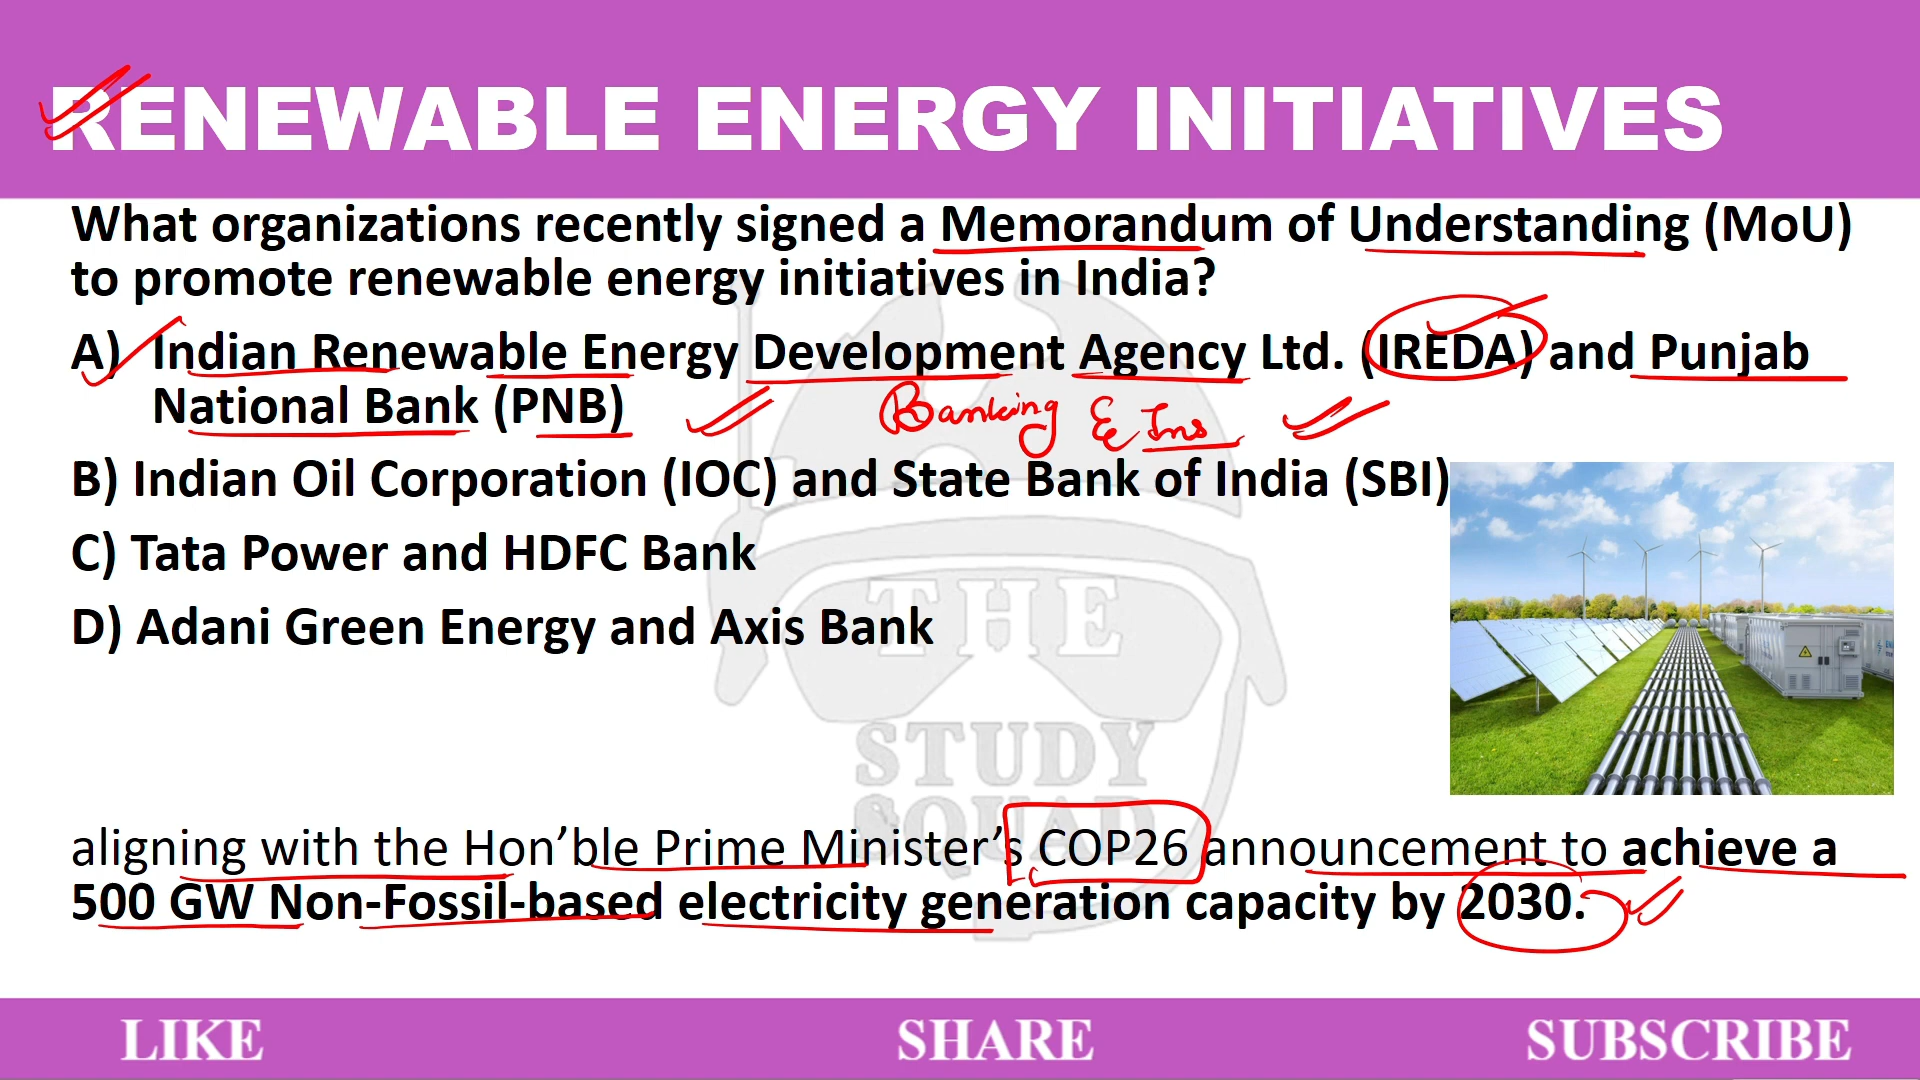 RENEWABLE ENERGY INITIATIVES
What organizations recently signed a Memorandum of Understanding (MoU)
to promote renewable energy initiatives in India?
A) Indian Renewable Energy Development Agency Ltd. (IREDA) and Punjab
National Bank (PNB)
Banking & Ins
B) Indian Oil Corporation (IOC) and State Bank of India (SBI)
C) Tata Power and HDFC Bank
D) Adani Green Energy and Axis Bank
THE
STUDY
SQUAD
aligning with the Hon’ble Prime Minister’s COP26 announcement to achieve a
500 GW Non-Fossil-based electricity generation capacity by 2030.
LIKE SHARE SUBSCRIBE